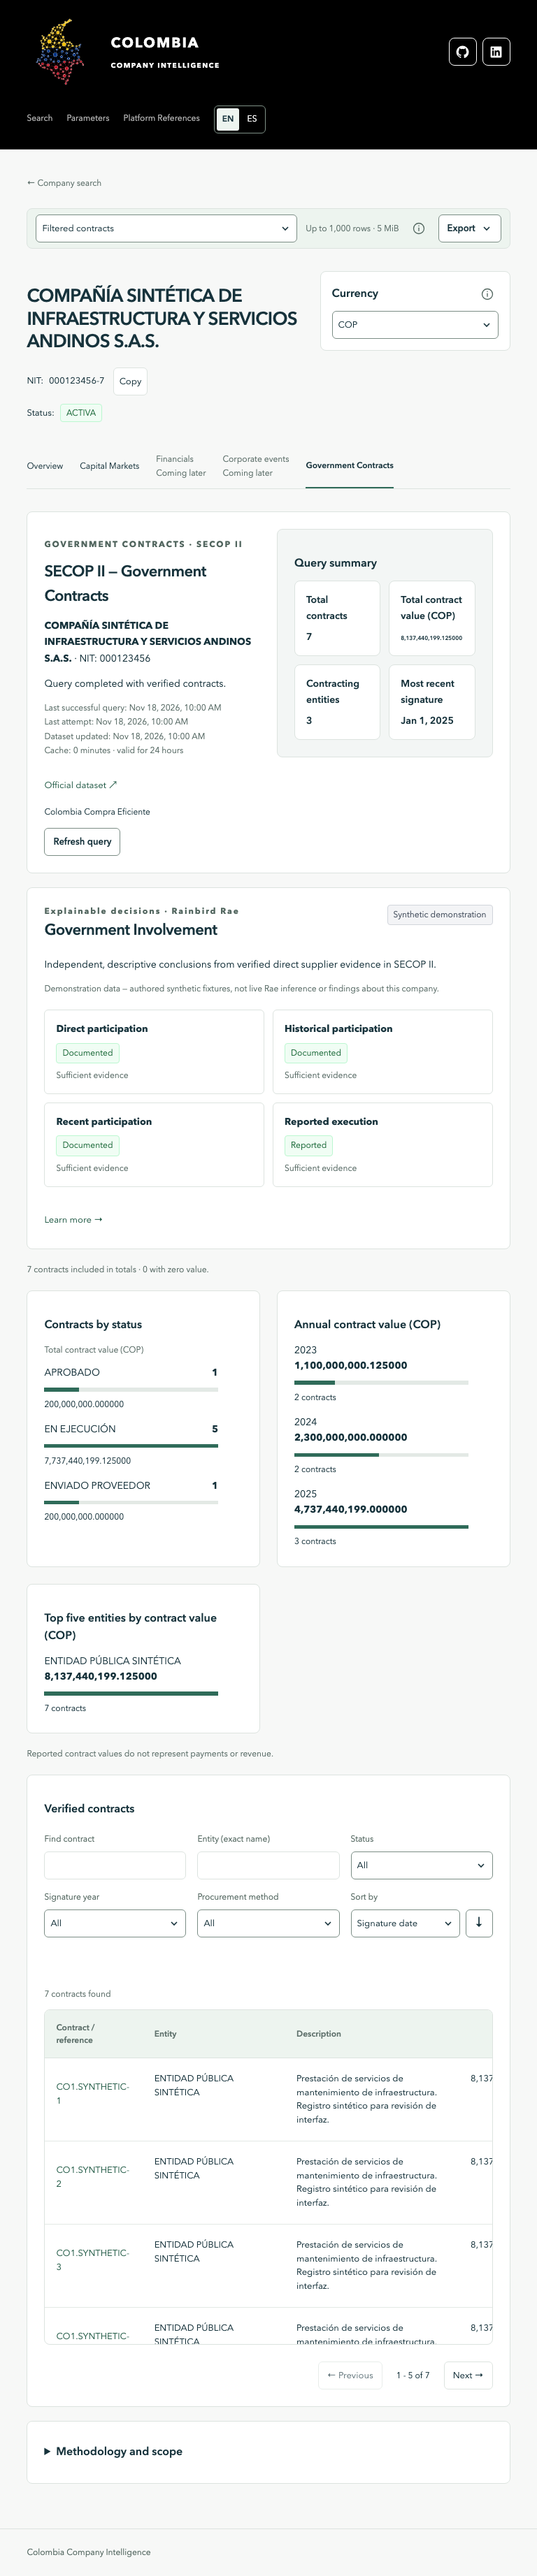 COLOMBIA
COMPANY INTELLIGENCE
Search Parameters Platform References EN ES
← Company search
Filtered contracts Up to 1,000 rows · 5 MiB Export
COMPAÑÍA SINTÉTICA DE
INFRAESTRUCTURA Y SERVICIOS
ANDINOS S.A.S.
Currency
COP
NIT: 000123456-7 Copy
Status: ACTIVA
Overview
Capital Markets
Financials
Coming later
Corporate events
Coming later
Government Contracts
GOVERNMENT CONTRACTS · SECOP II
SECOP II — Government
Contracts
COMPAÑÍA SINTÉTICA DE
INFRAESTRUCTURA Y SERVICIOS ANDINOS
S.A.S. · NIT: 000123456
Query completed with verified contracts.
Last successful query: Nov 18, 2026, 10:00 AM
Last attempt: Nov 18, 2026, 10:00 AM
Dataset updated: Nov 18, 2026, 10:00 AM
Cache: 0 minutes · valid for 24 hours
Official dataset ↗
Colombia Compra Eficiente
Refresh query
Query summary
Total
contracts
7
Total contract
value (COP)
8,137,440,199.125000
Contracting
entities
3
Most recent
signature
Jan 1, 2025
Explainable decisions · Rainbird Rae
Government Involvement
Synthetic demonstration
Independent, descriptive conclusions from verified direct supplier evidence in SECOP II.
Demonstration data — authored synthetic fixtures, not live Rae inference or findings about this company.
Direct participation
Documented
Sufficient evidence
Historical participation
Documented
Sufficient evidence
Recent participation
Documented
Sufficient evidence
Reported execution
Reported
Sufficient evidence
Learn more →
7 contracts included in totals · 0 with zero value.
Contracts by status
Total contract value (COP)
APROBADO 1
200,000,000.000000
EN EJECUCIÓN 5
7,737,440,199.125000
ENVIADO PROVEEDOR 1
200,000,000.000000
Annual contract value (COP)
2023
1,100,000,000.125000
2 contracts
2024
2,300,000,000.000000
2 contracts
2025
4,737,440,199.000000
3 contracts
Top five entities by contract value
(COP)
ENTIDAD PÚBLICA SINTÉTICA
8,137,440,199.125000
7 contracts
Reported contract values do not represent payments or revenue.
Verified contracts
Find contract Entity (exact name) Status
All
Signature year Procurement method Sort by
All All Signature date ↓
7 contracts found
Contract /
reference
Entity
Description
CO1.SYNTHETIC-
1
ENTIDAD PÚBLICA
SINTÉTICA
Prestación de servicios de
mantenimiento de infraestructura.
Registro sintético para revisión de
interfaz.
8,137
CO1.SYNTHETIC-
2
ENTIDAD PÚBLICA
SINTÉTICA
Prestación de servicios de
mantenimiento de infraestructura.
Registro sintético para revisión de
interfaz.
8,137
CO1.SYNTHETIC-
3
ENTIDAD PÚBLICA
SINTÉTICA
Prestación de servicios de
mantenimiento de infraestructura.
Registro sintético para revisión de
interfaz.
8,137
CO1.SYNTHETIC-
ENTIDAD PÚBLICA
SINTÉTICA
Prestación de servicios de
mantenimiento de infraestructura.
8,137
← Previous 1 - 5 of 7 Next →
Methodology and scope
Colombia Company Intelligence